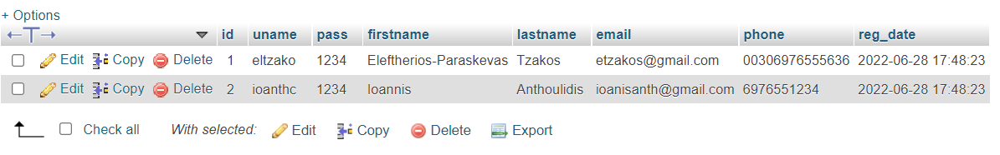 + Options
id uname pass firstname lastname email phone reg_date
Edit Copy Delete 1 eltzako 1234 Eleftherios-Paraskevas Tzakos etzakos@gmail.com 00306976555636 2022-06-28 17:48:23
Edit Copy Delete 2 ioanthc 1234 Ioannis Anthoulidis ioanisanth@gmail.com 6976551234 2022-06-28 17:48:23
Check all With selected: Edit Copy Delete Export